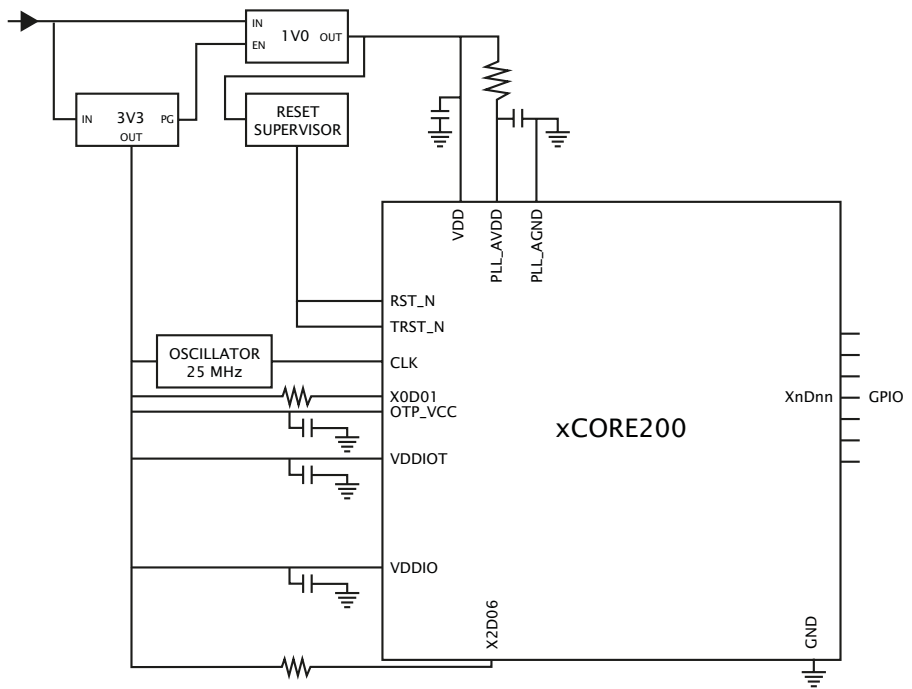 IN
EN
1V0 OUT
IN
3V3
PG
OUT
RESET
SUPERVISOR
VDD
PLL_AVDD
PLL_AGND
RST_N
TRST_N
OSCILLATOR
25 MHz
CLK
X0D01
OTP_VCC
XnDnn
GPIO
xCORE200
VDDIOT
VDDIO
X2D06
GND